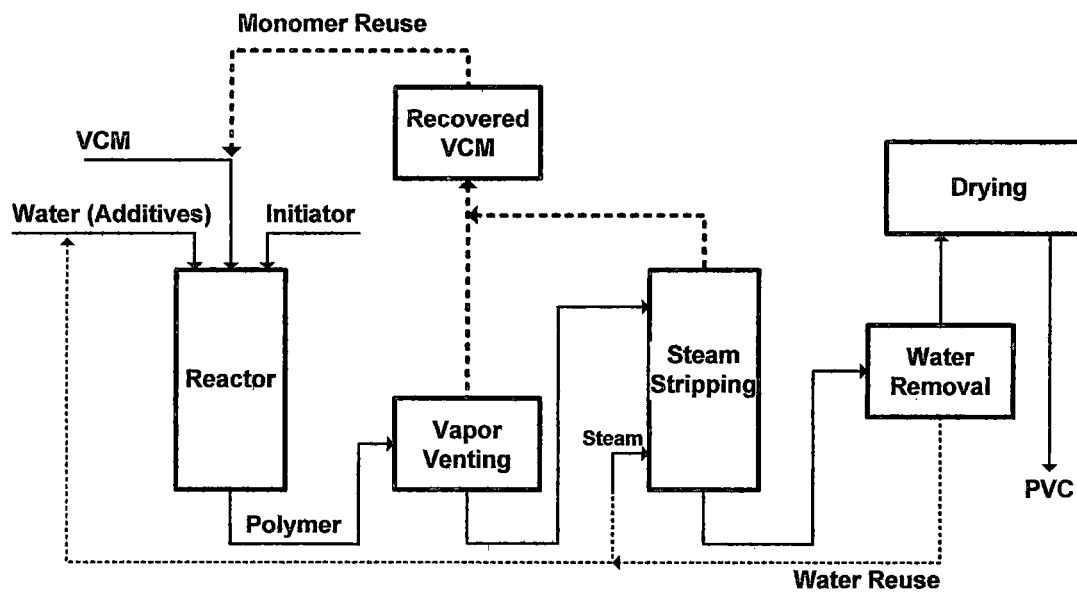 Monomer Reuse
Recovered
VCM
VCM
Drying
Water (Additives)
Initiator
Reactor
Steam
Stripping
Water
Removal
Vapor
Venting
Steam
PVC
Polymer
Water Reuse